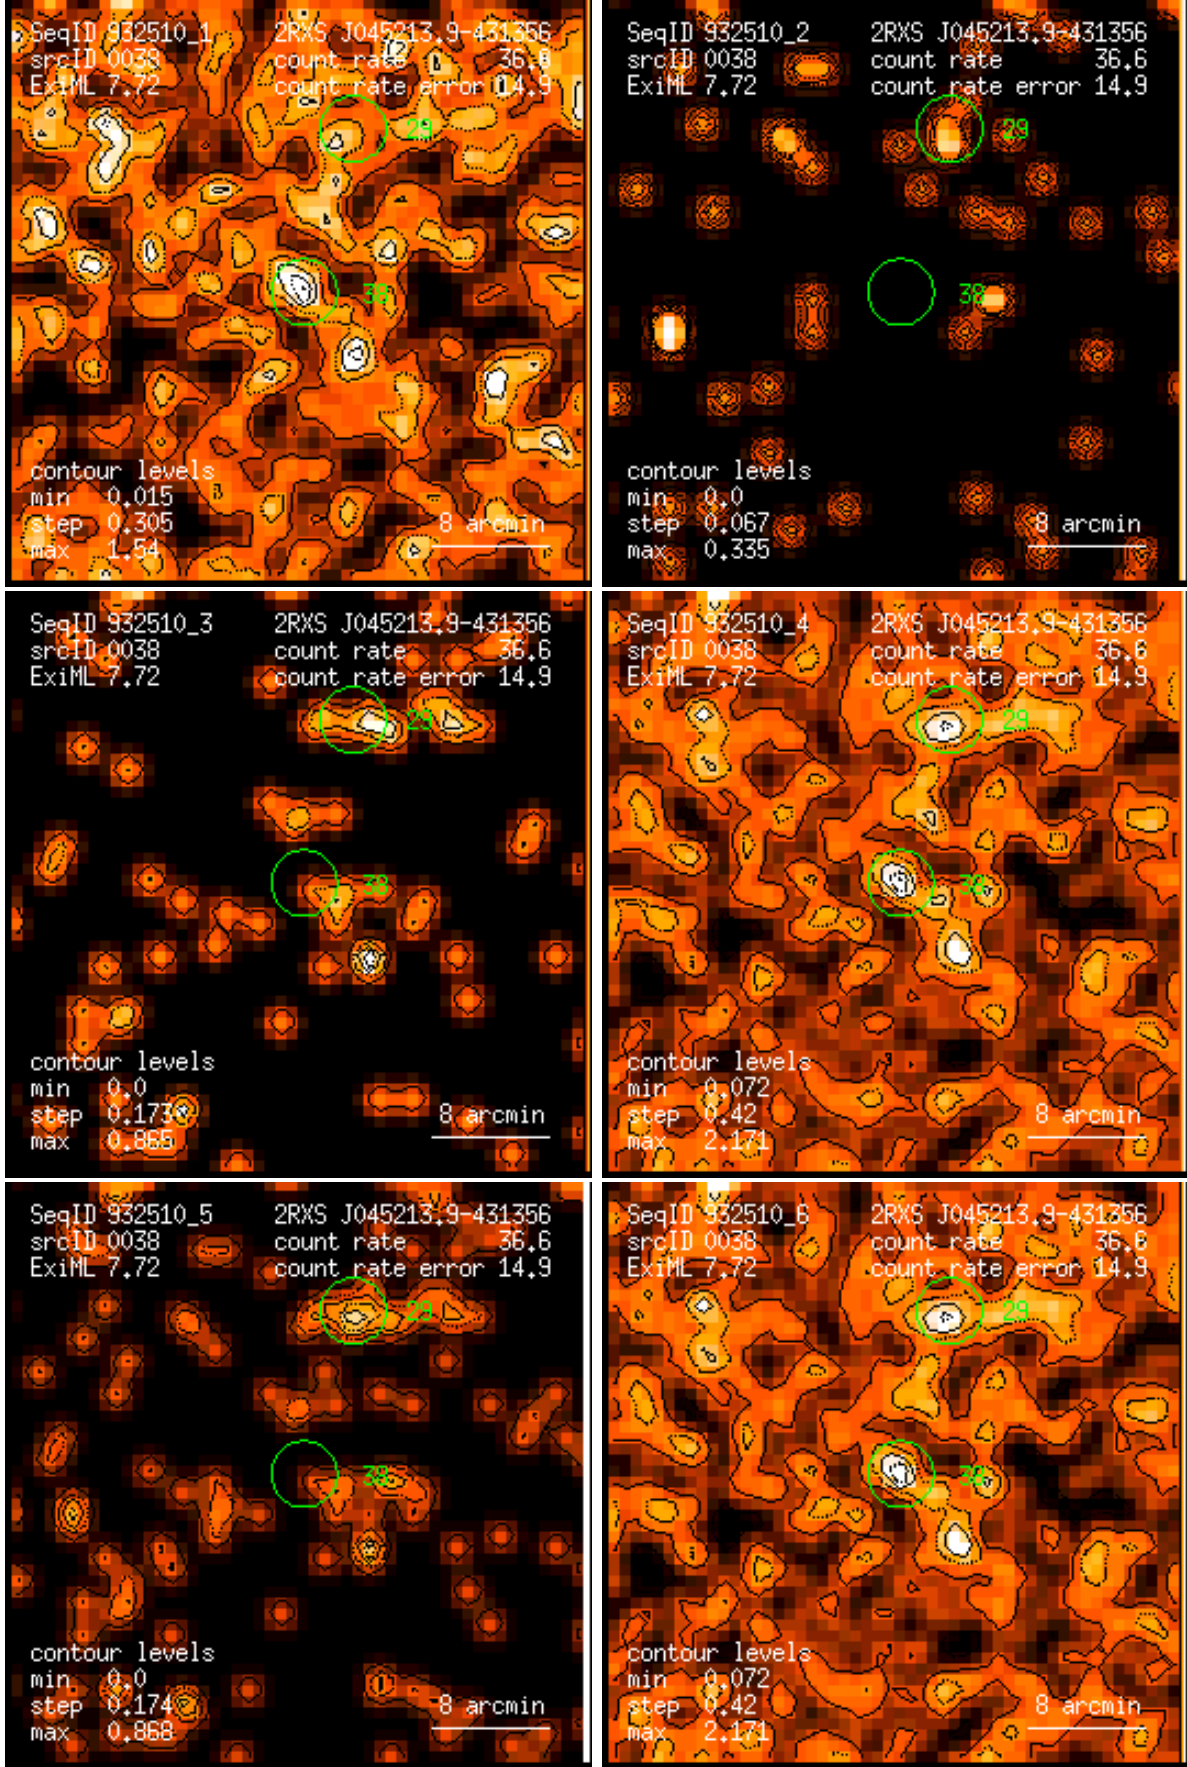 SeqID 932510_1 2RXS J045213.9-431356
srcID 0038 count rate 36.6
ExiML 7.72 count rate error 14.9
29
38
contour levels
min 0.015
step 0.305 8 arcmin
max 1.54
SeqID 932510_2 2RXS J045213.9-431356
srcID 0038 count rate 36.6
ExiML 7.72 count rate error 14.9
29
38
contour levels
min 0.0
step 0.067 8 arcmin
max 0.335
SeqID 932510_3 2RXS J045213.9-431356
srcID 0038 count rate 36.6
ExiML 7.72 count rate error 14.9
29
38
contour levels
min 0.0
step 0.173 8 arcmin
max 0.865
SeqID 932510_4 2RXS J045213.9-431356
srcID 0038 count rate 36.6
ExiML 7.72 count rate error 14.9
29
38
contour levels
min 0.072
step 0.42 8 arcmin
max 2.171
SeqID 932510_5 2RXS J045213.9-431356
srcID 0038 count rate 36.6
ExiML 7.72 count rate error 14.9
29
38
contour levels
min 0.0
step 0.174 8 arcmin
max 0.868
SeqID 932510_6 2RXS J045213.9-431356
srcID 0038 count rate 36.6
ExiML 7.72 count rate error 14.9
29
38
contour levels
min 0.072
step 0.42 8 arcmin
max 2.171